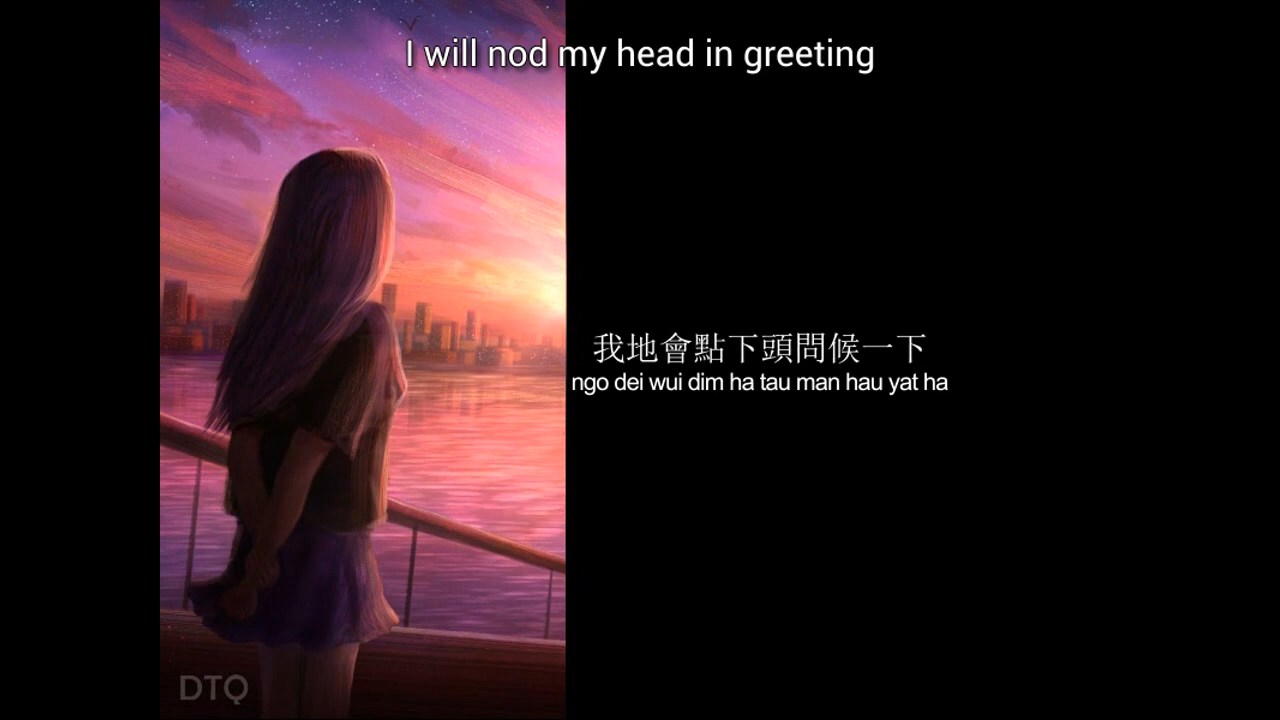 I will nod my head in greeting
我地會點下頭問候一下
ngo dei wui dim ha tau man hau yat ha
DTQ